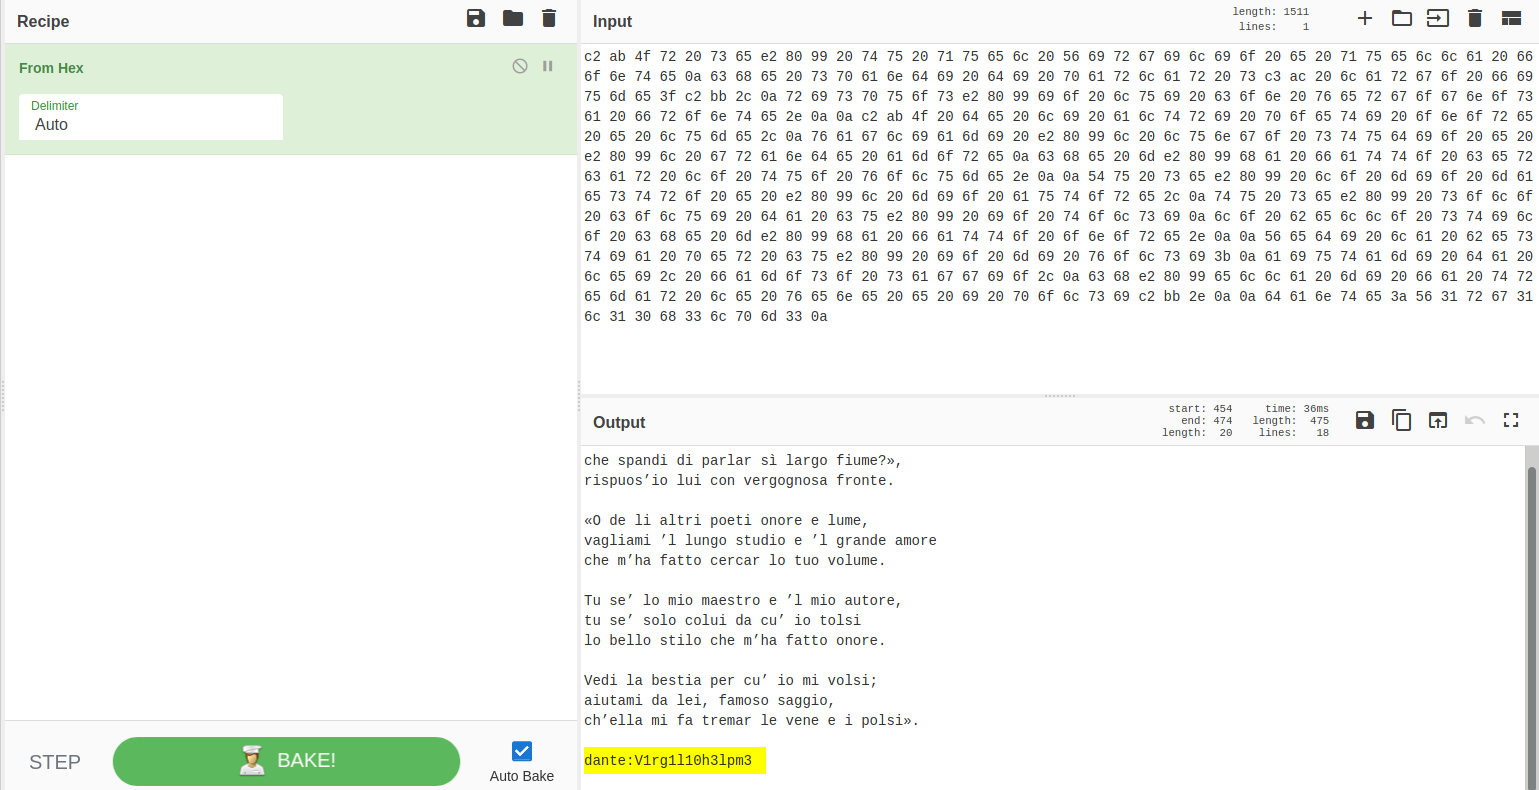 Recipe
From Hex
Delimiter
Auto
STEP
BAKE!
Auto Bake
Input
length: 1511
lines: 1
c2 ab 4f 72 20 73 65 e2 80 99 20 74 75 20 71 75 65 6c 20 56 69 72 67 69 6c 69 6f 20 65 20 71 75 65 6c 6c 61 20 66
6f 6e 74 65 0a 63 68 65 20 73 70 61 6e 64 69 20 64 69 20 70 61 72 6c 61 72 20 73 c3 ac 20 6c 61 72 67 6f 20 66 69
75 6d 65 3f c2 bb 2c 0a 72 69 73 70 75 6f 73 e2 80 99 69 6f 20 6c 75 69 20 63 6f 6e 20 76 65 72 67 6f 67 6e 6f 73
61 20 66 72 6f 6e 74 65 2e 0a 0a c2 ab 4f 20 64 65 20 6c 69 20 61 6c 74 72 69 20 70 6f 65 74 69 20 6f 6e 6f 72 65
20 65 20 6c 75 6d 65 2c 0a 76 61 67 6c 69 61 6d 69 20 e2 80 99 6c 20 6c 75 6e 67 6f 20 73 74 75 64 69 6f 20 65 20
e2 80 99 6c 20 67 72 61 6e 64 65 20 61 6d 6f 72 65 0a 63 68 65 20 6d e2 80 99 68 61 20 66 61 74 74 6f 20 63 65 72
63 61 72 20 6c 6f 20 74 75 6f 20 76 6f 6c 75 6d 65 2e 0a 0a 54 75 20 73 65 e2 80 99 20 6c 6f 20 6d 69 6f 20 6d 61
65 73 74 72 6f 20 65 20 e2 80 99 6c 20 6d 69 6f 20 61 75 74 6f 72 65 2c 0a 74 75 20 73 65 e2 80 99 20 73 6f 6c 6f
20 63 6f 6c 75 69 20 64 61 20 63 75 e2 80 99 20 69 6f 20 74 6f 6c 73 69 0a 6c 6f 20 62 65 6c 6c 6f 20 73 74 69 6c
6f 20 63 68 65 20 6d e2 80 99 68 61 20 66 61 74 74 6f 20 6f 6e 6f 72 65 2e 0a 0a 56 65 64 69 20 6c 61 20 62 65 73
74 69 61 20 70 65 72 20 63 75 e2 80 99 20 69 6f 20 6d 69 20 76 6f 6c 73 69 3b 0a 61 69 75 74 61 6d 69 20 64 61 20
6c 65 69 2c 20 66 61 6d 6f 73 6f 20 73 61 67 67 69 6f 2c 0a 63 68 e2 80 99 65 6c 6c 61 20 6d 69 20 66 61 20 74 72
65 6d 61 72 20 6c 65 20 76 65 6e 65 20 65 20 69 20 70 6f 6c 73 69 c2 bb 2e 0a 0a 64 61 6e 74 65 3a 56 31 72 67 31
6c 31 30 68 33 6c 70 6d 33 0a
Output
start: 454 time: 36ms
end: 474 length: 475
length: 20 lines: 18
che spandi di parlar sì largo fiume?»,
rispuos’io lui con vergognosa fronte.
«O de li altri poeti onore e lume,
vagliami ’l lungo studio e ’l grande amore
che m’ha fatto cercar lo tuo volume.
Tu se’ lo mio maestro e ’l mio autore,
tu se’ solo colui da cu’ io tolsi
lo bello stilo che m’ha fatto onore.
Vedi la bestia per cu’ io mi volsi;
aiutami da lei, famoso saggio,
ch’ella mi fa tremar le vene e i polsi».
dante:V1rg1l10h3lpm3